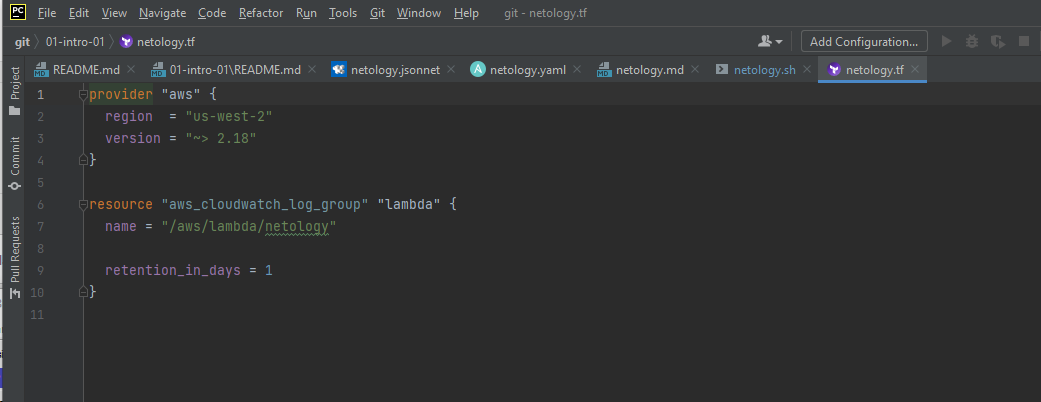 PC File Edit View Navigate Code Refactor Run Tools Git Window Help git - netology.tf
git 01-intro-01 netology.tf Add Configuration...
MD README.md MD 01-intro-01\README.md netology.jsonnet A netology.yaml MD netology.md netology.sh netology.tf
Project
Commit
Pull Requests
1 provider "aws" {
2 region = "us-west-2"
3 version = "~> 2.18"
4 }
5
6 resource "aws_cloudwatch_log_group" "lambda" {
7 name = "/aws/lambda/netology"
8
9 retention_in_days = 1
10 }
11